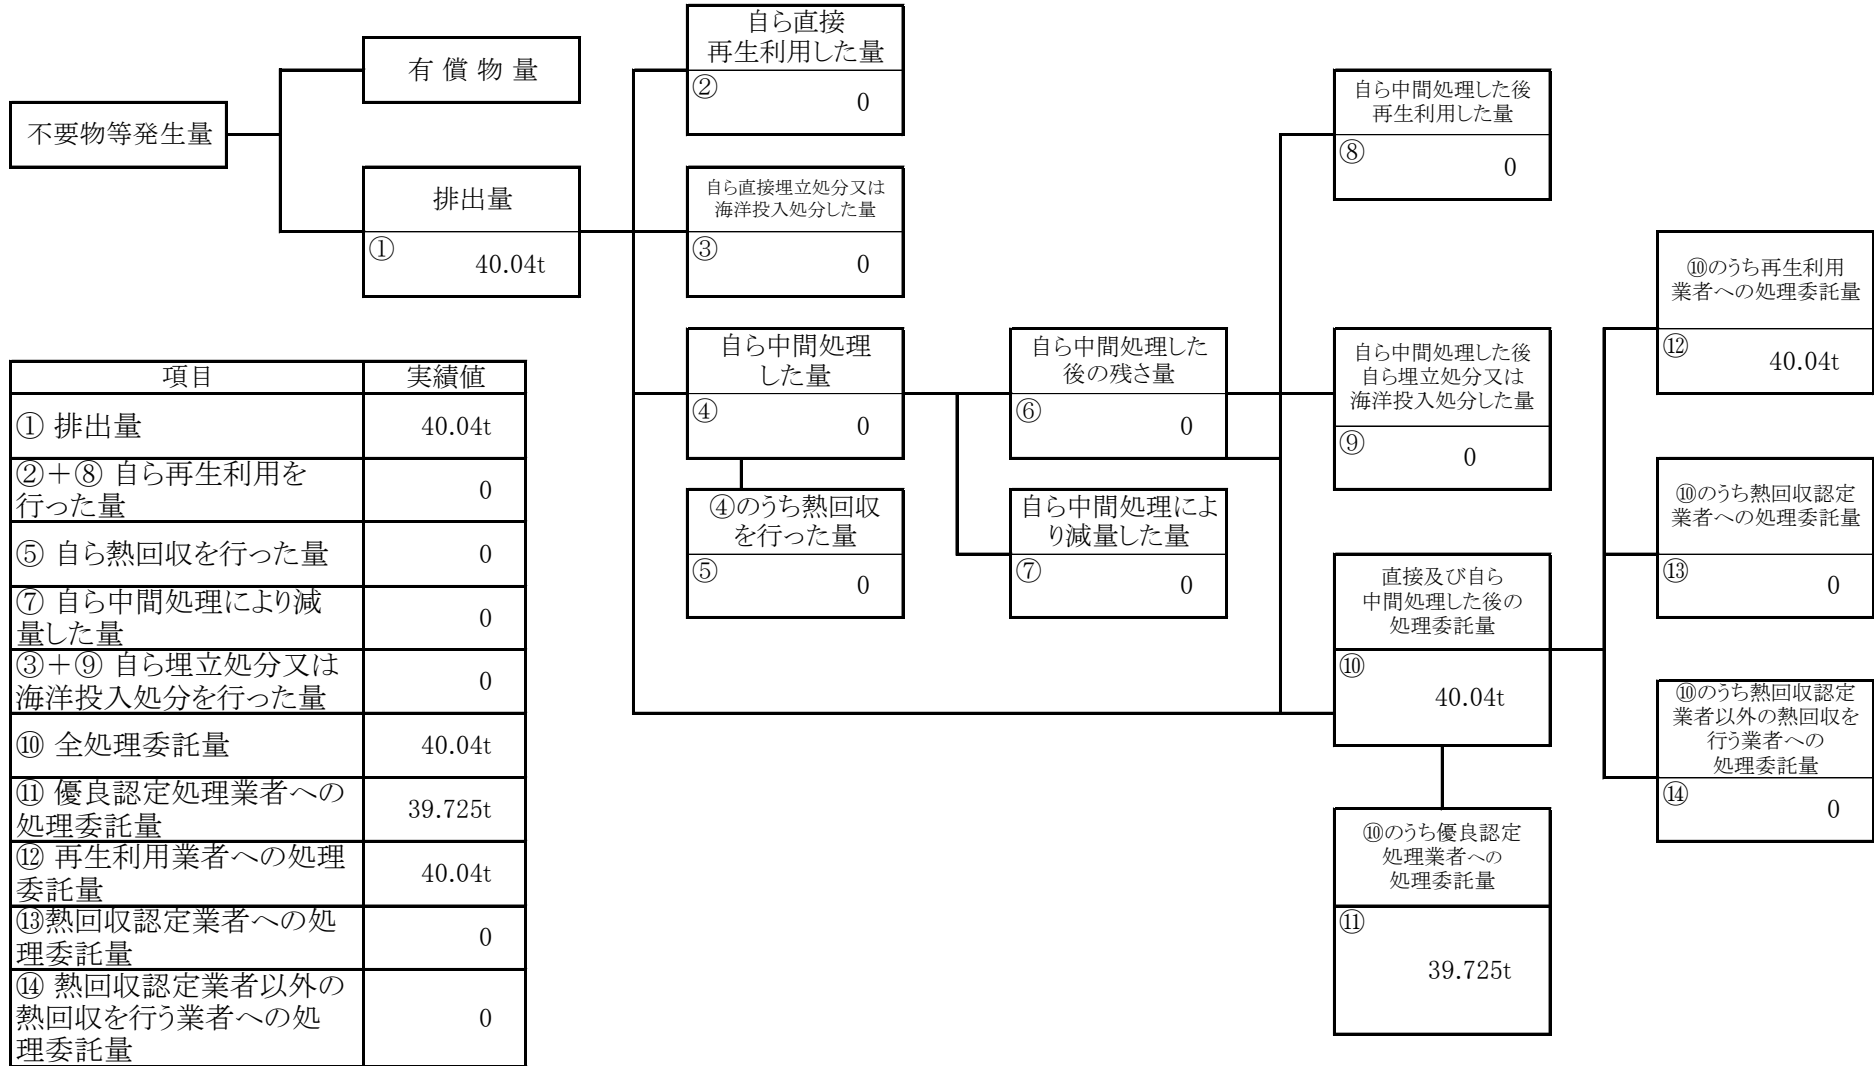 不要物等発生量
有償物量
排出量
①
40.04t
自ら直接
再生利用した量
②
0
自ら直接埋立処分又は
海洋投入処分した量
③
0
自ら中間処理
した量
④
0
④のうち熱回収
を行った量
⑤
0
自ら中間処理した
後の残さ量
⑥
0
自ら中間処理によ
り減量した量
⑦
0
自ら中間処理した後
再生利用した量
⑧
0
自ら中間処理した後
自ら埋立処分又は
海洋投入処分した量
⑨
0
直接及び自ら
中間処理した後の
処理委託量
⑩
40.04t
⑩のうち優良認定
処理業者への
処理委託量
⑪
39.725t
⑩のうち再生利用
業者への処理委託量
⑫
40.04t
⑩のうち熱回収認定
業者への処理委託量
⑬
0
⑩のうち熱回収認定
業者以外の熱回収を
行う業者への
処理委託量
⑭
0
項目 実績値
① 排出量 40.04t
②＋⑧ 自ら再生利用を
行った量 0
⑤ 自ら熱回収を行った量 0
⑦ 自ら中間処理により減
量した量 0
③＋⑨ 自ら埋立処分又は
海洋投入処分を行った量 0
⑩ 全処理委託量 40.04t
⑪ 優良認定処理業者への
処理委託量 39.725t
⑫ 再生利用業者への処理
委託量 40.04t
⑬熱回収認定業者への処
理委託量 0
⑭ 熱回収認定業者以外の
熱回収を行う業者への処
理委託量 0